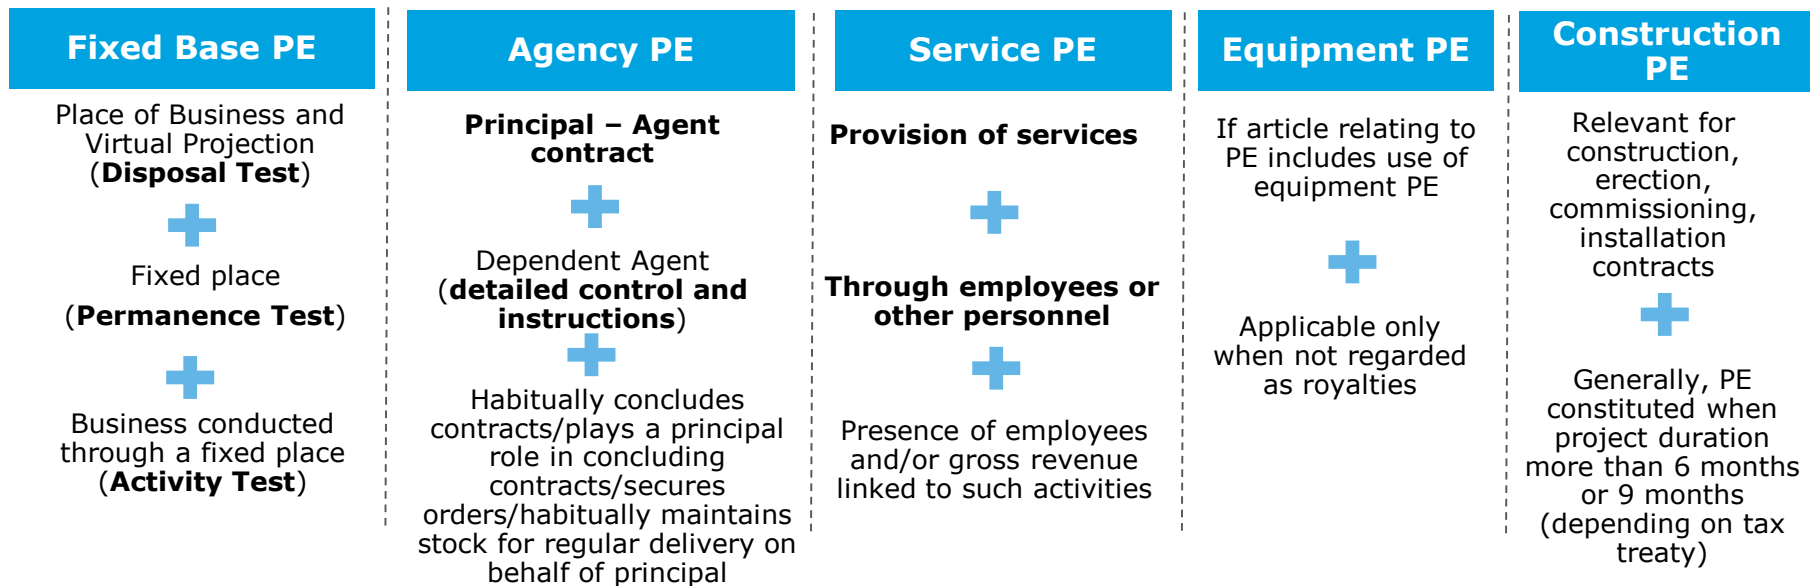 Fixed Base PE
Place of Business and
Virtual Projection
(Disposal Test)
Fixed place
(Permanence Test)
Business conducted
through a fixed place
(Activity Test)
Agency PE
Principal – Agent
contract
Dependent Agent
(detailed control and
instructions)
Habitually concludes
contracts/plays a principal
role in concluding
contracts/secures
orders/habitually maintains
stock for regular delivery on
behalf of principal
Service PE
Provision of services
Through employees or
other personnel
Presence of employees
and/or gross revenue
linked to such activities
Equipment PE
If article relating to
PE includes use of
equipment PE
Applicable only
when not regarded
as royalties
Construction
PE
Relevant for
construction,
erection,
commissioning,
installation
contracts
Generally, PE
constituted when
project duration
more than 6 months
or 9 months
(depending on tax
treaty)